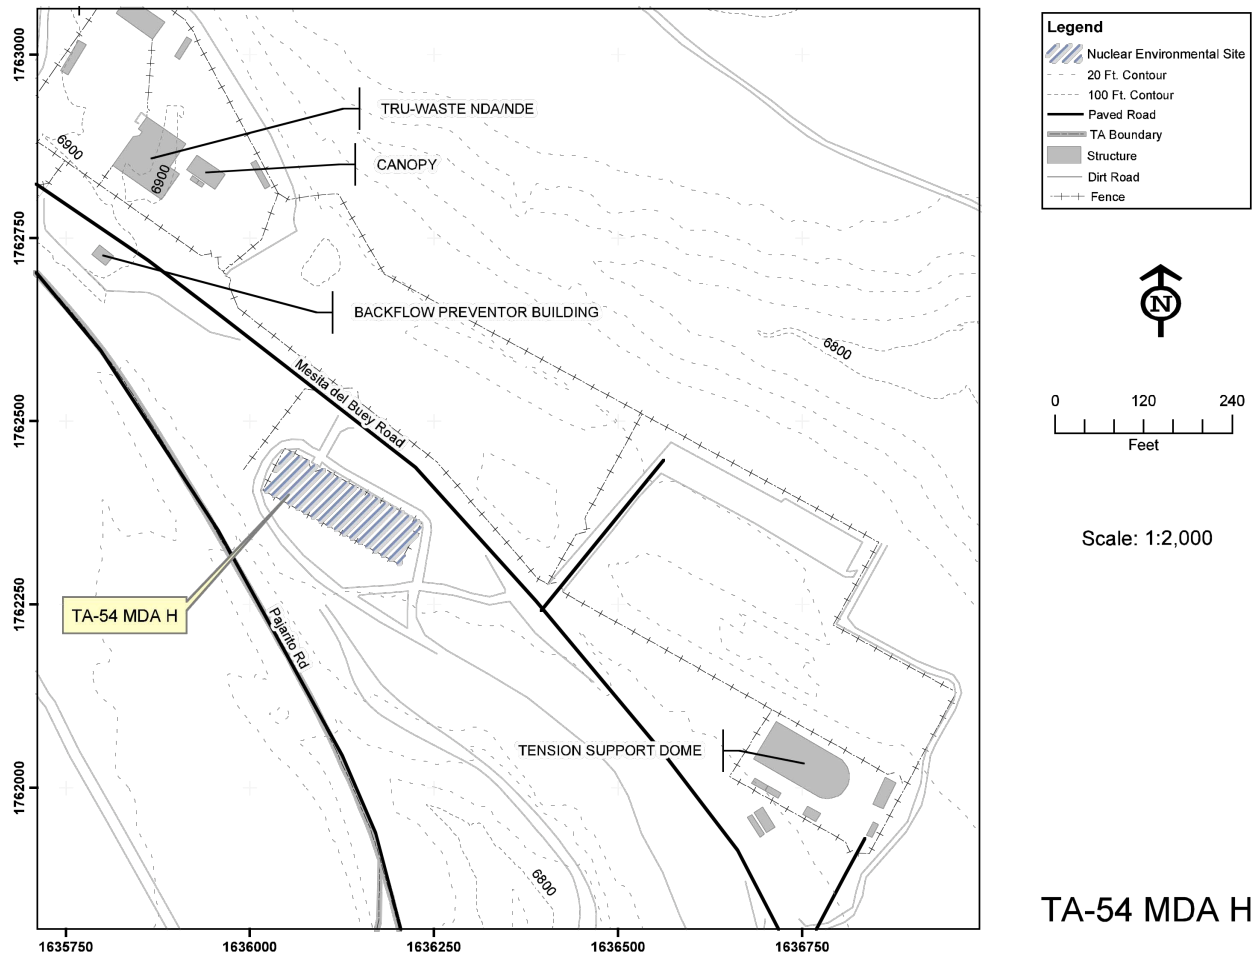 Legend
Nuclear Environmental Site
20 Ft. Contour
100 Ft. Contour
Paved Road
TA Boundary
Structure
Dirt Road
Fence
N
0 120 240
Feet
Scale: 1:2,000
TA-54 MDA H
1763000
1762750
1762500
1762250
1762000
1635750 1636000 1636250 1636500 1636750
TRU-WASTE NDA/NDE
6900
CANOPY
6900
BACKFLOW PREVENTOR BUILDING
6800
Mesita del Buey Road
TA-54 MDA H
Pajarito Rd
TENSION SUPPORT DOME
6800